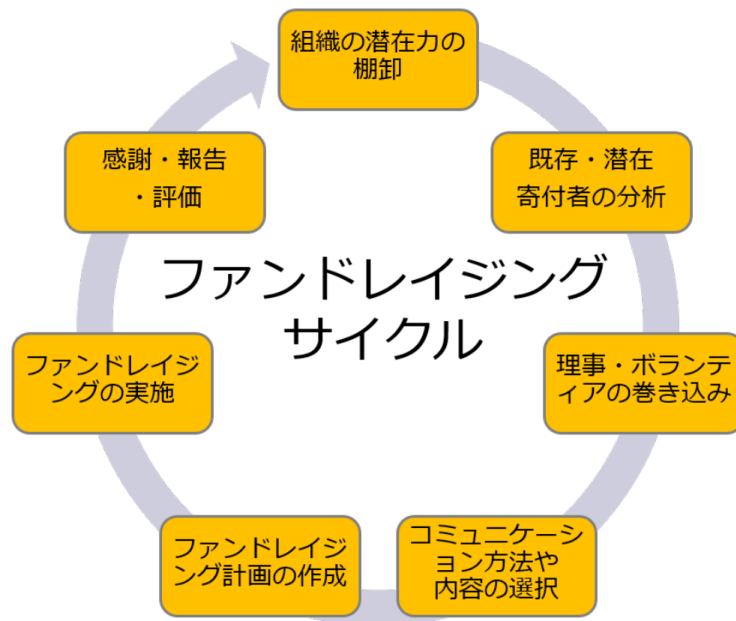 組織の潜在力の
棚卸
既存・潜在
寄付者の分析
理事・ボランテ
ィアの巻き込み
コミュニケーシ
ョン方法や
内容の選択
ファンドレイジ
ング計画の作成
ファンドレイジ
ングの実施
感謝・報告
・評価
ファンドレイジング
サイクル